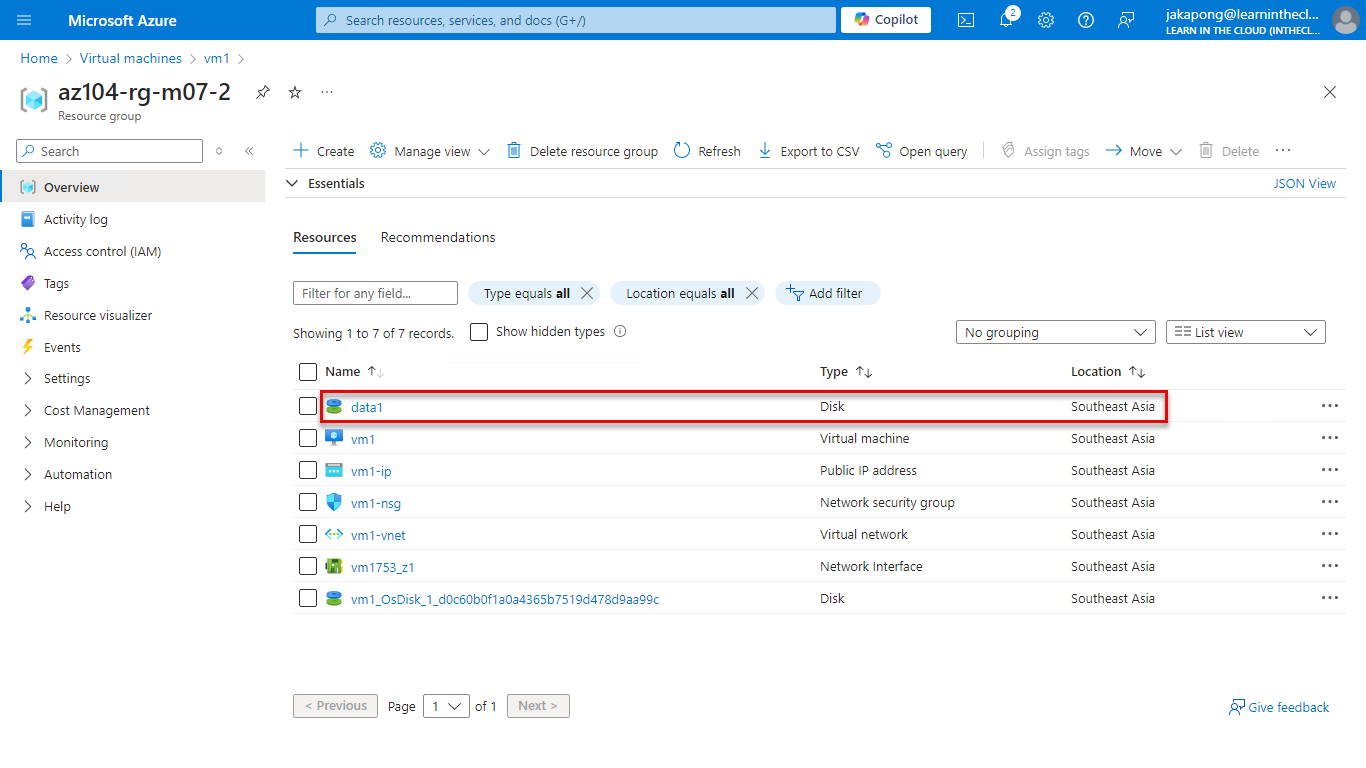 Microsoft Azure
Search resources, services, and docs (G+/)
Copilot
2
jakapong@learninthecl...
LEARN IN THE CLOUD (INTHECL...
Home > Virtual machines > vm1 >
az104-rg-m07-2
Resource group
Search
Create
Manage view
Delete resource group
Refresh
Export to CSV
Open query
Assign tags
Move
Delete
Overview
Activity log
Access control (IAM)
Tags
Resource visualizer
Events
Settings
Cost Management
Monitoring
Automation
Help
Essentials
JSON View
Resources
Recommendations
Filter for any field...
Type equals all
Location equals all
Add filter
Showing 1 to 7 of 7 records.
Show hidden types
No grouping
List view
Name Type Location
data1 Disk Southeast Asia
vm1 Virtual machine Southeast Asia
vm1-ip Public IP address Southeast Asia
vm1-nsg Network security group Southeast Asia
vm1-vnet Virtual network Southeast Asia
vm1753_z1 Network Interface Southeast Asia
vm1_OsDisk_1_d0c60b0f1a0a4365b7519d478d9aa99c Disk Southeast Asia
< Previous Page 1 of 1 Next >
Give feedback